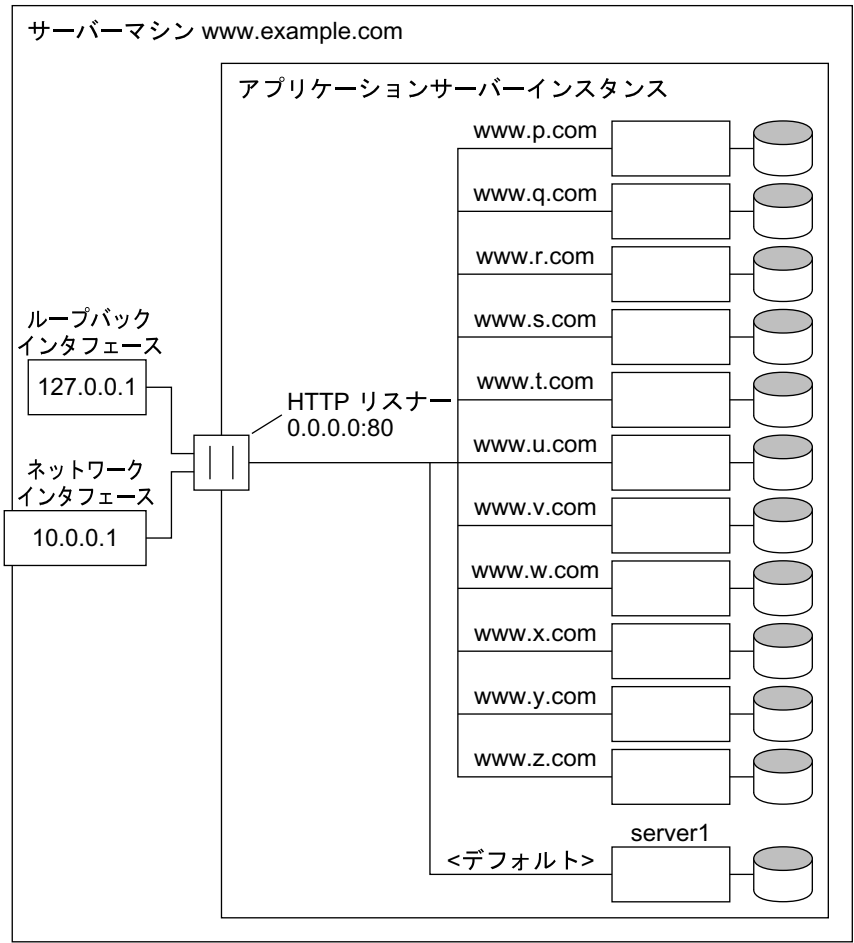 サーバーマシン www.example.com
アプリケーションサーバーインスタンス
www.p.com
www.q.com
www.r.com
www.s.com
www.t.com
www.u.com
www.v.com
www.w.com
www.x.com
www.y.com
www.z.com
ループバック
インタフェース
127.0.0.1
HTTP リスナー
0.0.0.0:80
ネットワーク
インタフェース
10.0.0.1
server1
<デフォルト>